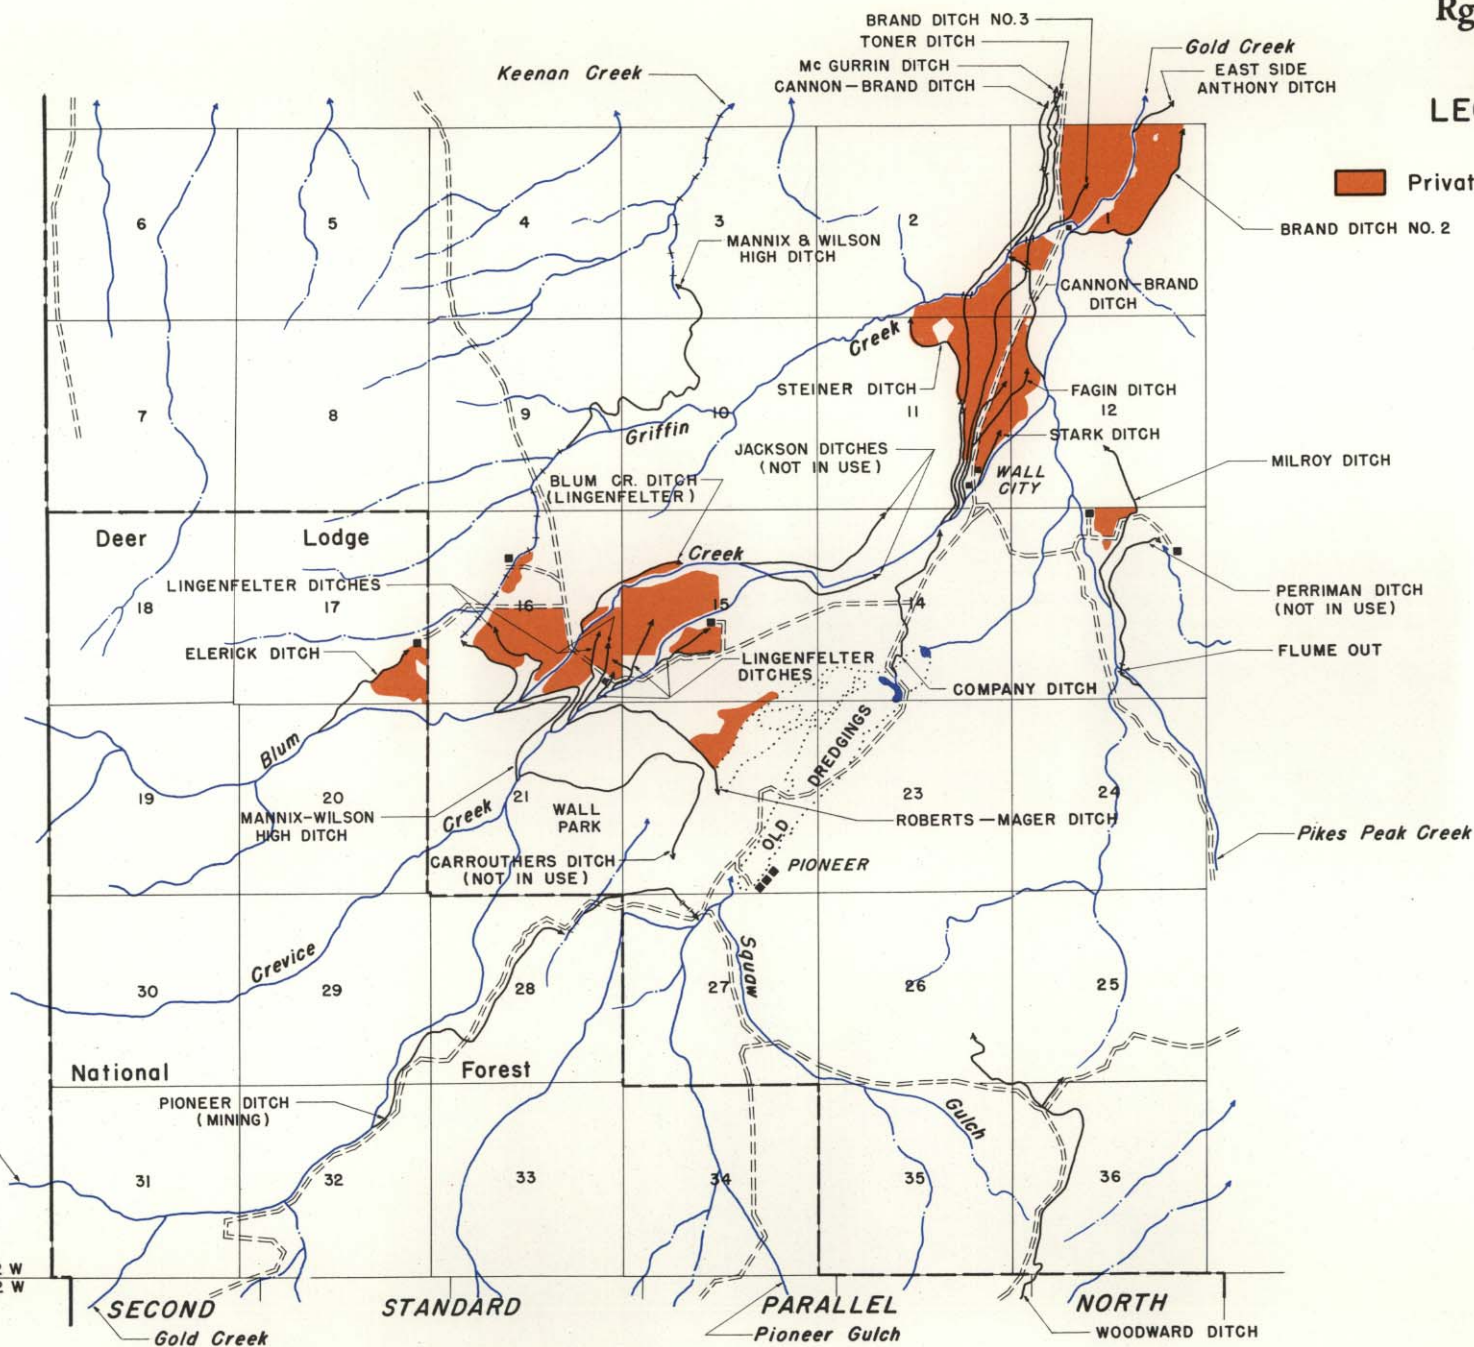 Rg
BRAND DITCH NO.3
TONER DITCH
Mc GURRIN DITCH
CANNON-BRAND DITCH
Keenan Creek
Gold Creek
EAST SIDE
ANTHONY DITCH
Privat
6
5
4
3
2
1
BRAND DITCH NO. 2
MANNIX & WILSON
HIGH DITCH
CANNON-BRAND
DITCH
Creek
STEINER DITCH
FAGIN DITCH
7
8
9
10
11
12
Griffin
STARK DITCH
JACKSON DITCHES
(NOT IN USE)
MILROY DITCH
BLUM CR. DITCH
(LINGENFELTER)
WALL
CITY
Deer
Lodge
Creek
LINGENFELTER DITCHES
18
17
16
15
14
PERRIMAN DITCH
(NOT IN USE)
ELERICK DITCH
FLUME OUT
LINGENFELTER
DITCHES
COMPANY DITCH
Blum
19
20
21
WALL
PARK
OLD
DREDGINGS
23
24
MANNIX-WILSON
HIGH DITCH
Creek
ROBERTS-MAGER DITCH
Pikes Peak Creek
CARROUTHERS DITCH
(NOT IN USE)
PIONEER
Crevice
Squaw
30
29
28
27
26
25
National
Forest
PIONEER DITCH
(MINING)
Gulch
31
32
33
34
35
36
W
2 W
SECOND
STANDARD
PARALLEL
NORTH
Gold Creek
Pioneer Gulch
WOODWARD DITCH